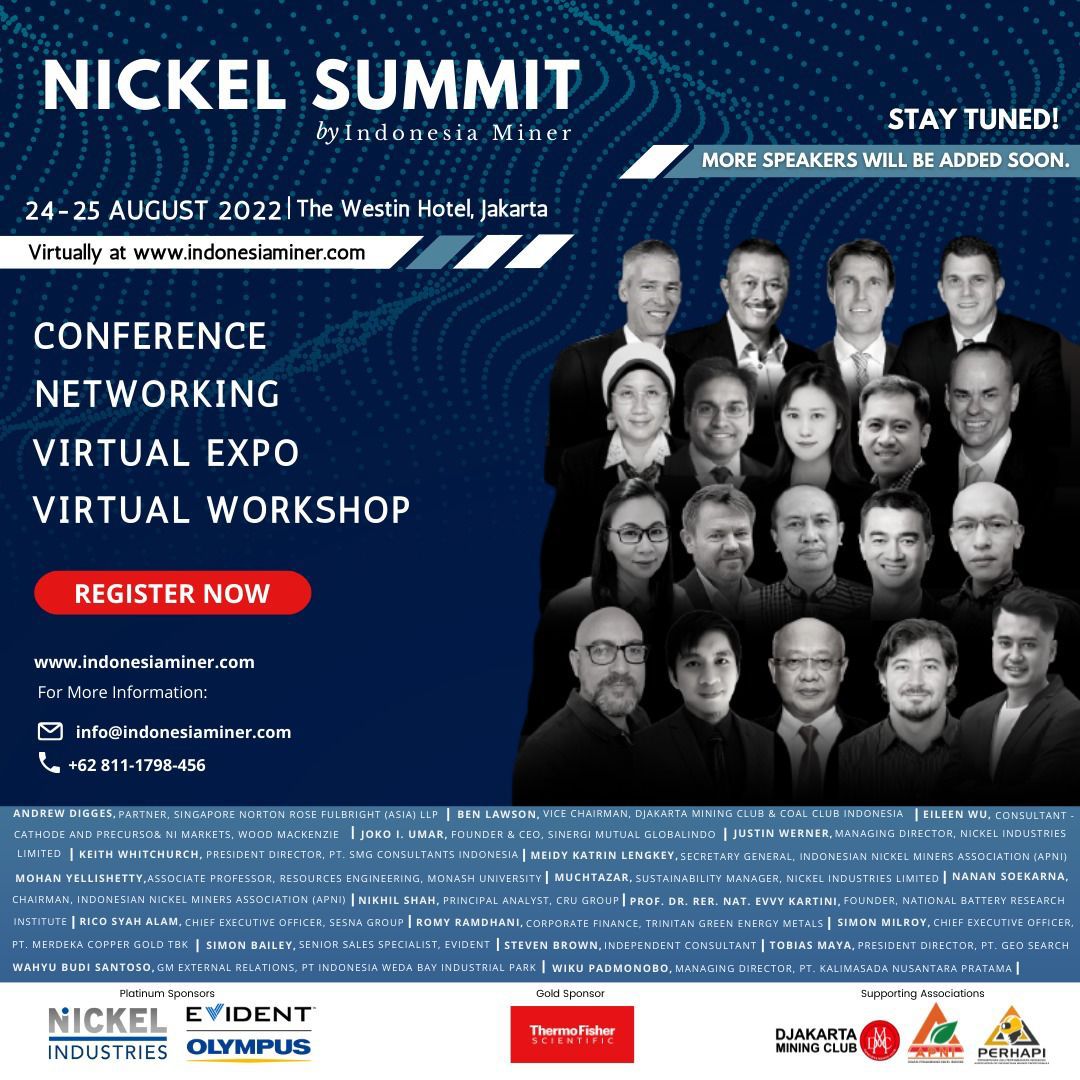 NICKEL SUMMIT
by Indonesia Miner
STAY TUNED!
MORE SPEAKERS WILL BE ADDED SOON.
24-25 AUGUST 2022 | The Westin Hotel, Jakarta
Virtually at www.indonesiaminer.com
CONFERENCE
NETWORKING
VIRTUAL EXPO
VIRTUAL WORKSHOP
REGISTER NOW
www.indonesiaminer.com
For More Information:
info@indonesiaminer.com
+62 811-1798-456
ANDREW DIGGES, PARTNER, SINGAPORE NORTON ROSE FULBRIGHT (ASIA) LLP | BEN LAWSON, VICE CHAIRMAN, DJAKARTA MINING CLUB & COAL CLUB INDONESIA | EILEEN WU, CONSULTANT -
CATHODE AND PRECURSO& NI MARKETS, WOOD MACKENZIE | JOKO I. UMAR, FOUNDER & CEO, SINERGI MUTUAL GLOBALINDO | JUSTIN WERNER, MANAGING DIRECTOR, NICKEL INDUSTRIES
LIMITED | KEITH WHITCHURCH, PRESIDENT DIRECTOR, PT. SMG CONSULTANTS INDONESIA | MEIDY KATRIN LENGKEY, SECRETARY GENERAL, INDONESIAN NICKEL MINERS ASSOCIATION (APNI)
MOHAN YELLISHETTY, ASSOCIATE PROFESSOR, RESOURCES ENGINEERING, MONASH UNIVERSITY | MUCHTAZAR, SUSTAINABILITY MANAGER, NICKEL INDUSTRIES LIMITED | NANAN SOEKARNA,
CHAIRMAN, INDONESIAN NICKEL MINERS ASSOCIATION (APNI) | NIKHIL SHAH, PRINCIPAL ANALYST, CRU GROUP | PROF. DR. RER. NAT. EVVY KARTINI, FOUNDER, NATIONAL BATTERY RESEARCH
INSTITUTE | RICO SYAH ALAM, CHIEF EXECUTIVE OFFICER, SESNA GROUP | ROMY RAMDHANI, CORPORATE FINANCE, TRINITAN GREEN ENERGY METALS | SIMON MILROY, CHIEF EXECUTIVE OFFICER,
PT. MERDEKA COPPER GOLD TBK | SIMON BAILEY, SENIOR SALES SPECIALIST, EVIDENT | STEVEN BROWN, INDEPENDENT CONSULTANT | TOBIAS MAYA, PRESIDENT DIRECTOR, PT. GEO SEARCH
WAHYU BUDI SANTOSO, GM EXTERNAL RELATIONS, PT INDONESIA WEDA BAY INDUSTRIAL PARK | WIKU PADMONOBO, MANAGING DIRECTOR, PT. KALIMASADA NUSANTARA PRATAMA |
Platinum Sponsors
Gold Sponsor
Supporting Associations
NICKEL
INDUSTRIES
EVIDENT
OLYMPUS
ThermoFisher
SCIENTIFIC
DJAKARTA
MINING CLUB
APNI
PERHAPI